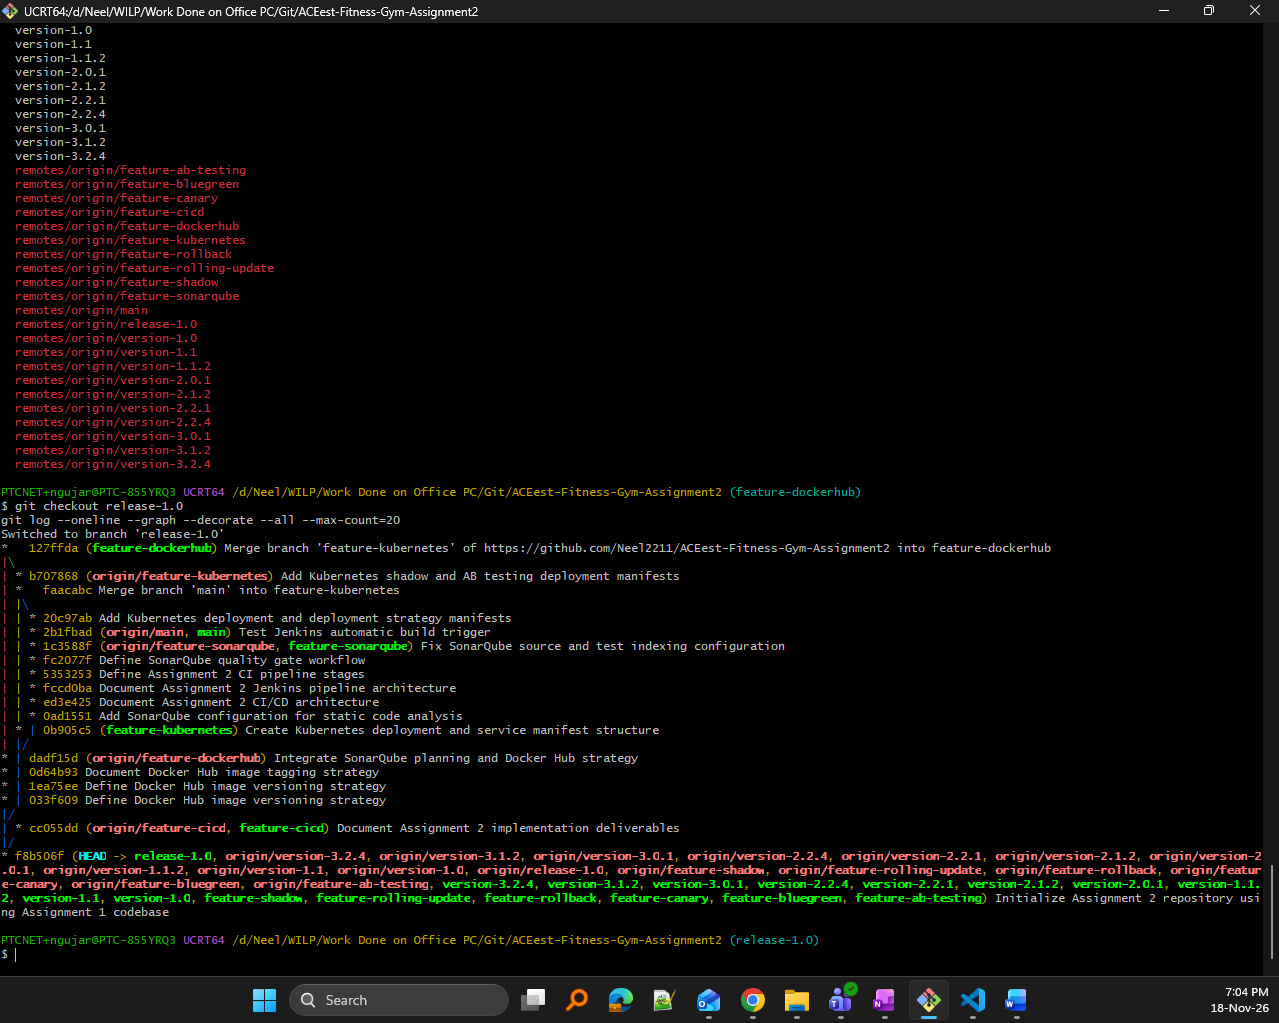 UCRT64:/d/Neel/WILP/Work Done on Office PC/Git/ACEest-Fitness-Gym-Assignment2
version-1.0
version-1.1
version-1.1.2
version-2.0.1
version-2.1.2
version-2.2.1
version-2.2.4
version-3.0.1
version-3.1.2
version-3.2.4
remotes/origin/feature-ab-testing
remotes/origin/feature-bluegreen
remotes/origin/feature-canary
remotes/origin/feature-cicd
remotes/origin/feature-dockerhub
remotes/origin/feature-kubernetes
remotes/origin/feature-rollback
remotes/origin/feature-rolling-update
remotes/origin/feature-shadow
remotes/origin/feature-sonarqube
remotes/origin/main
remotes/origin/release-1.0
remotes/origin/version-1.0
remotes/origin/version-1.1
remotes/origin/version-1.1.2
remotes/origin/version-2.0.1
remotes/origin/version-2.1.2
remotes/origin/version-2.2.1
remotes/origin/version-2.2.4
remotes/origin/version-3.0.1
remotes/origin/version-3.1.2
remotes/origin/version-3.2.4
PTCNET+ngujar@PTC-855YRQ3 UCRT64 /d/Neel/WILP/Work Done on Office PC/Git/ACEest-Fitness-Gym-Assignment2 (feature-dockerhub)
$ git checkout release-1.0
git log --oneline --graph --decorate --all --max-count=20
Switched to branch 'release-1.0'
*   127ffda (feature-dockerhub) Merge branch 'feature-kubernetes' of https://github.com/Neel2211/ACEest-Fitness-Gym-Assignment2 into feature-dockerhub
|\
| * b707868 (origin/feature-kubernetes) Add Kubernetes shadow and AB testing deployment manifests
| *   faacabc Merge branch 'main' into feature-kubernetes
| |\
| | * 20c97ab Add Kubernetes deployment and deployment strategy manifests
| | * 2b1fbad (origin/main, main) Test Jenkins automatic build trigger
| | * 1c3588f (origin/feature-sonarqube, feature-sonarqube) Fix SonarQube source and test indexing configuration
| | * fc2077f Define SonarQube quality gate workflow
| | * 5353253 Define Assignment 2 CI pipeline stages
| | * fccd0ba Document Assignment 2 Jenkins pipeline architecture
| | * ed3e425 Document Assignment 2 CI/CD architecture
| | * 0ad1551 Add SonarQube configuration for static code analysis
| * | 0b905c5 (feature-kubernetes) Create Kubernetes deployment and service manifest structure
| |/
* | dadf15d (origin/feature-dockerhub) Integrate SonarQube planning and Docker Hub strategy
* | 0d64b93 Document Docker Hub image tagging strategy
* | 1ea75ee Define Docker Hub image versioning strategy
* | 033f609 Define Docker Hub image versioning strategy
|/
| * cc055dd (origin/feature-cicd, feature-cicd) Document Assignment 2 implementation deliverables
|/
* f8b506f (HEAD -> release-1.0, origin/version-3.2.4, origin/version-3.1.2, origin/version-3.0.1, origin/version-2.2.4, origin/version-2.2.1, origin/version-2.1.2, origin/version-2
.0.1, origin/version-1.1.2, origin/version-1.1, origin/version-1.0, origin/release-1.0, origin/feature-shadow, origin/feature-rolling-update, origin/feature-rollback, origin/featur
e-canary, origin/feature-bluegreen, origin/feature-ab-testing, version-3.2.4, version-3.1.2, version-3.0.1, version-2.2.4, version-2.2.1, version-2.1.2, version-2.0.1, version-1.1.
2, version-1.1, version-1.0, feature-shadow, feature-rolling-update, feature-rollback, feature-canary, feature-bluegreen, feature-ab-testing) Initialize Assignment 2 repository usi
ng Assignment 1 codebase
PTCNET+ngujar@PTC-855YRQ3 UCRT64 /d/Neel/WILP/Work Done on Office PC/Git/ACEest-Fitness-Gym-Assignment2 (release-1.0)
$
Search
7:04 PM
18-Nov-26